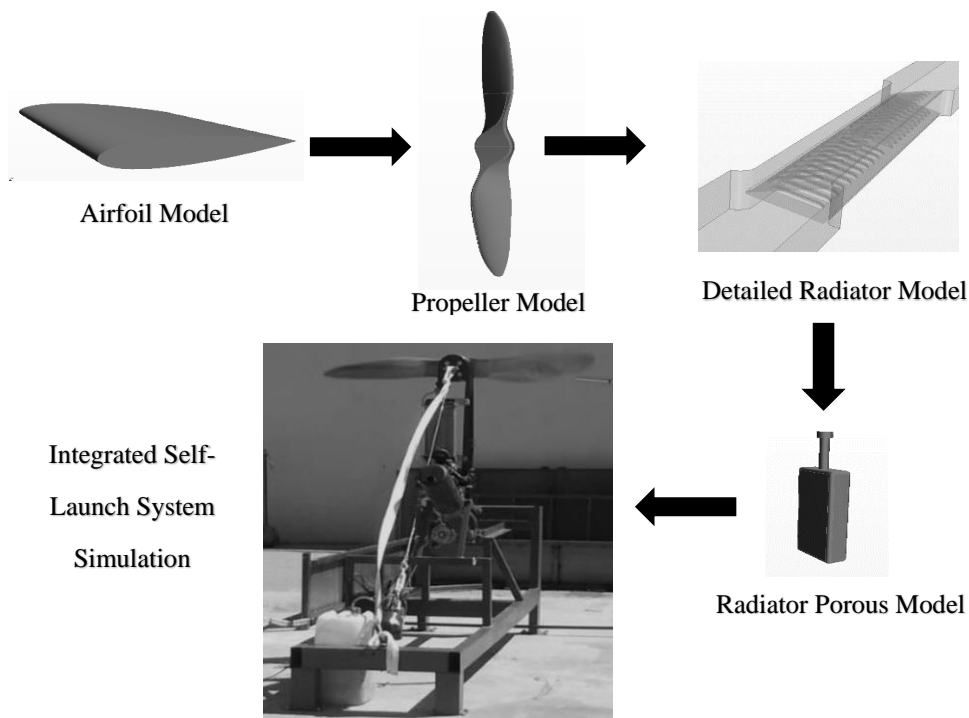 Airfoil Model
Propeller Model
Detailed Radiator Model
Integrated Self-
Launch System
Simulation
Radiator Porous Model